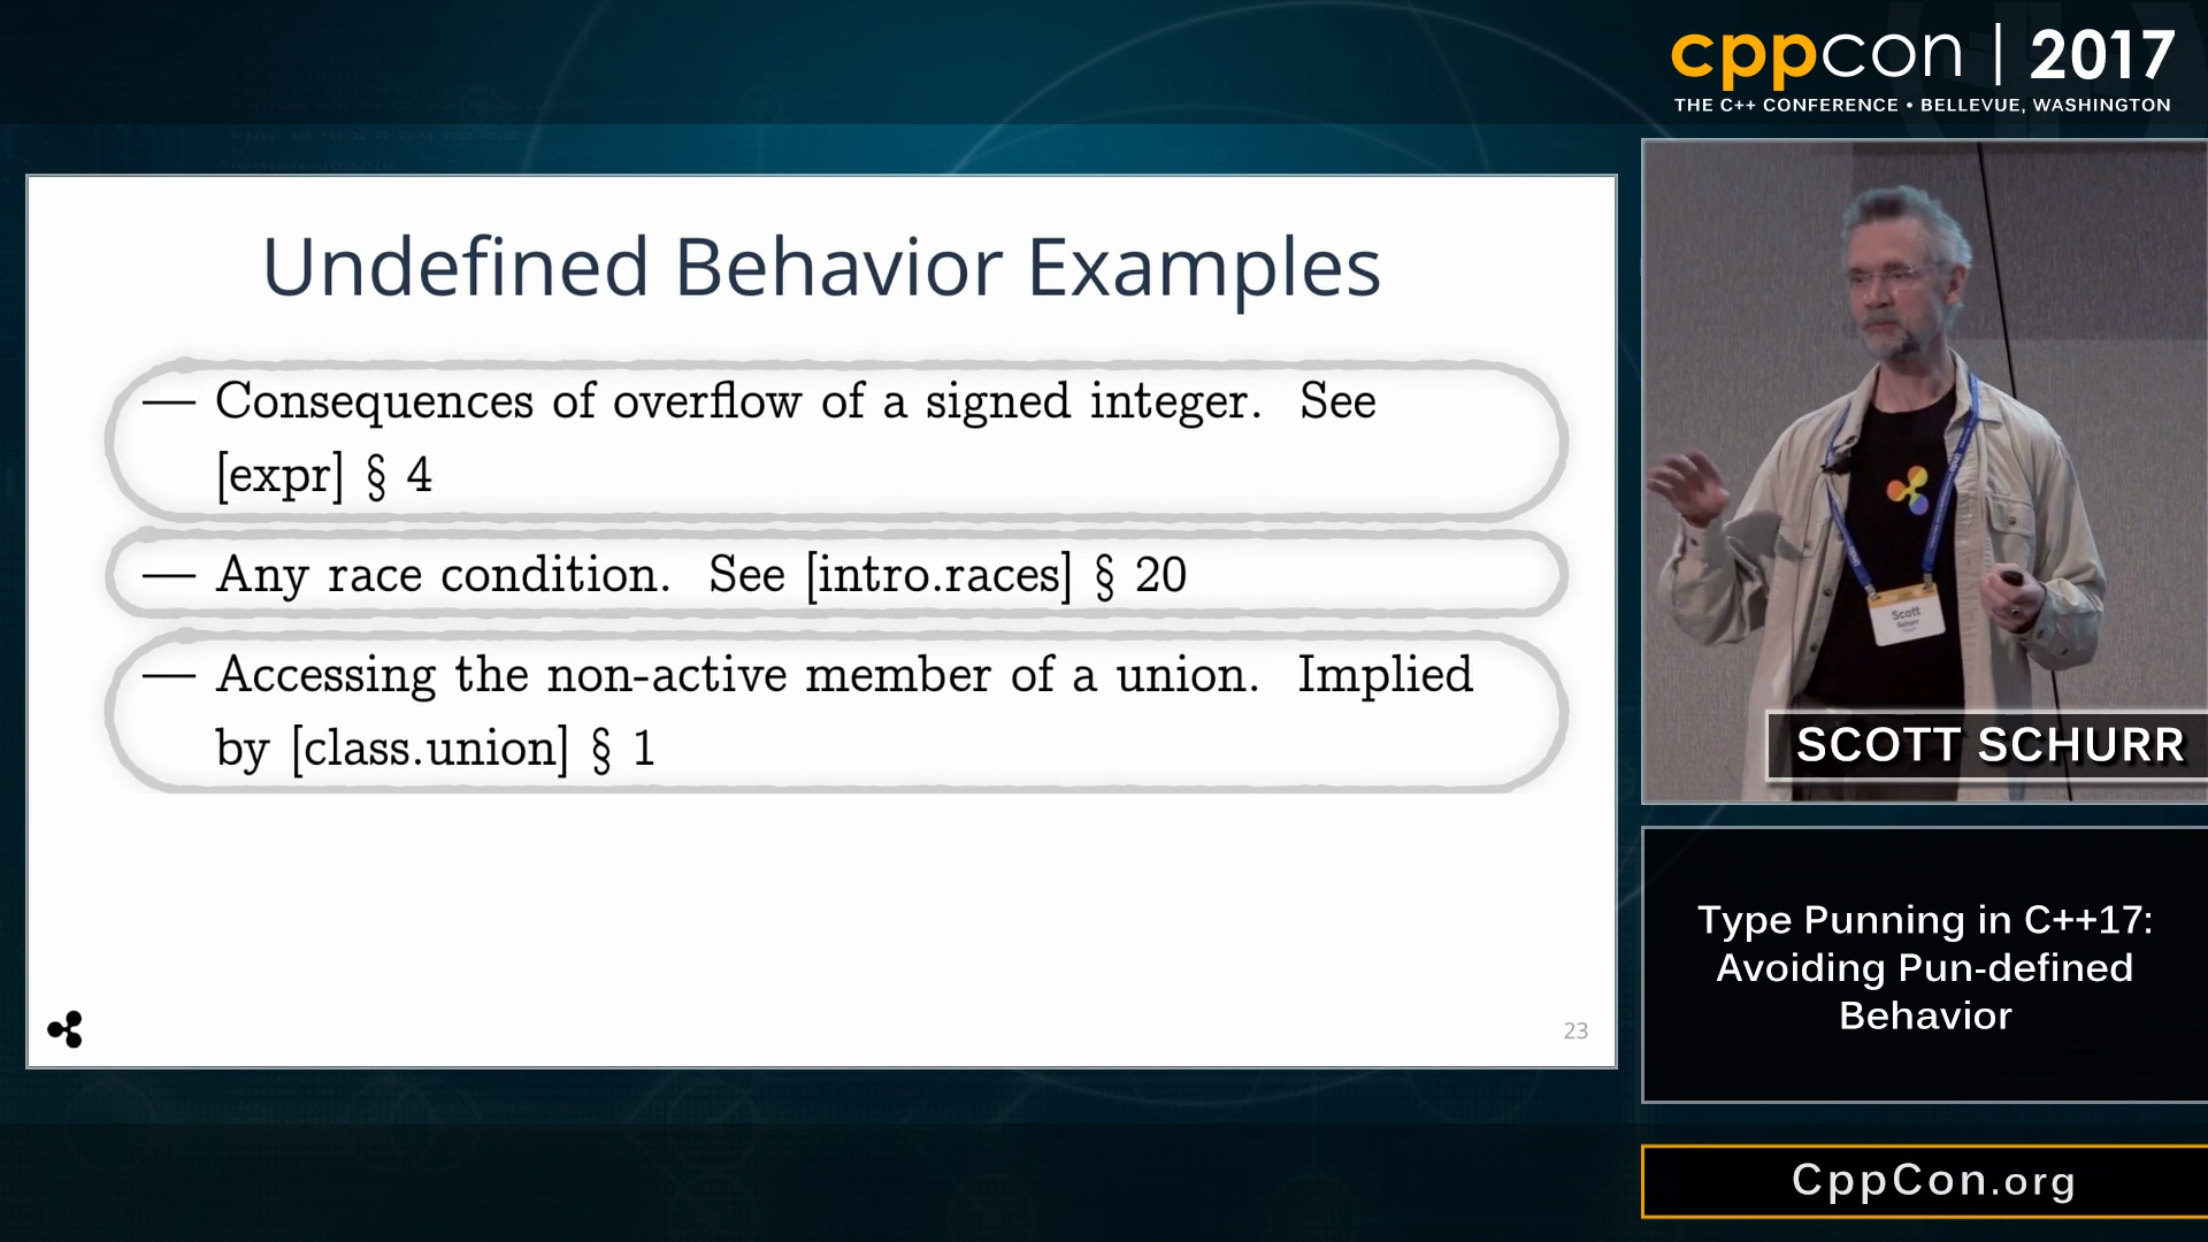 cppcon | 2017
THE C++ CONFERENCE • BELLEVUE, WASHINGTON
Undefined Behavior Examples
— Consequences of overflow of a signed integer. See
[expr] § 4
— Any race condition. See [intro.races] § 20
— Accessing the non-active member of a union. Implied
by [class.union] § 1
23
Scott
Schurr
SCOTT SCHURR
Type Punning in C++17:
Avoiding Pun-defined
Behavior
CppCon.org